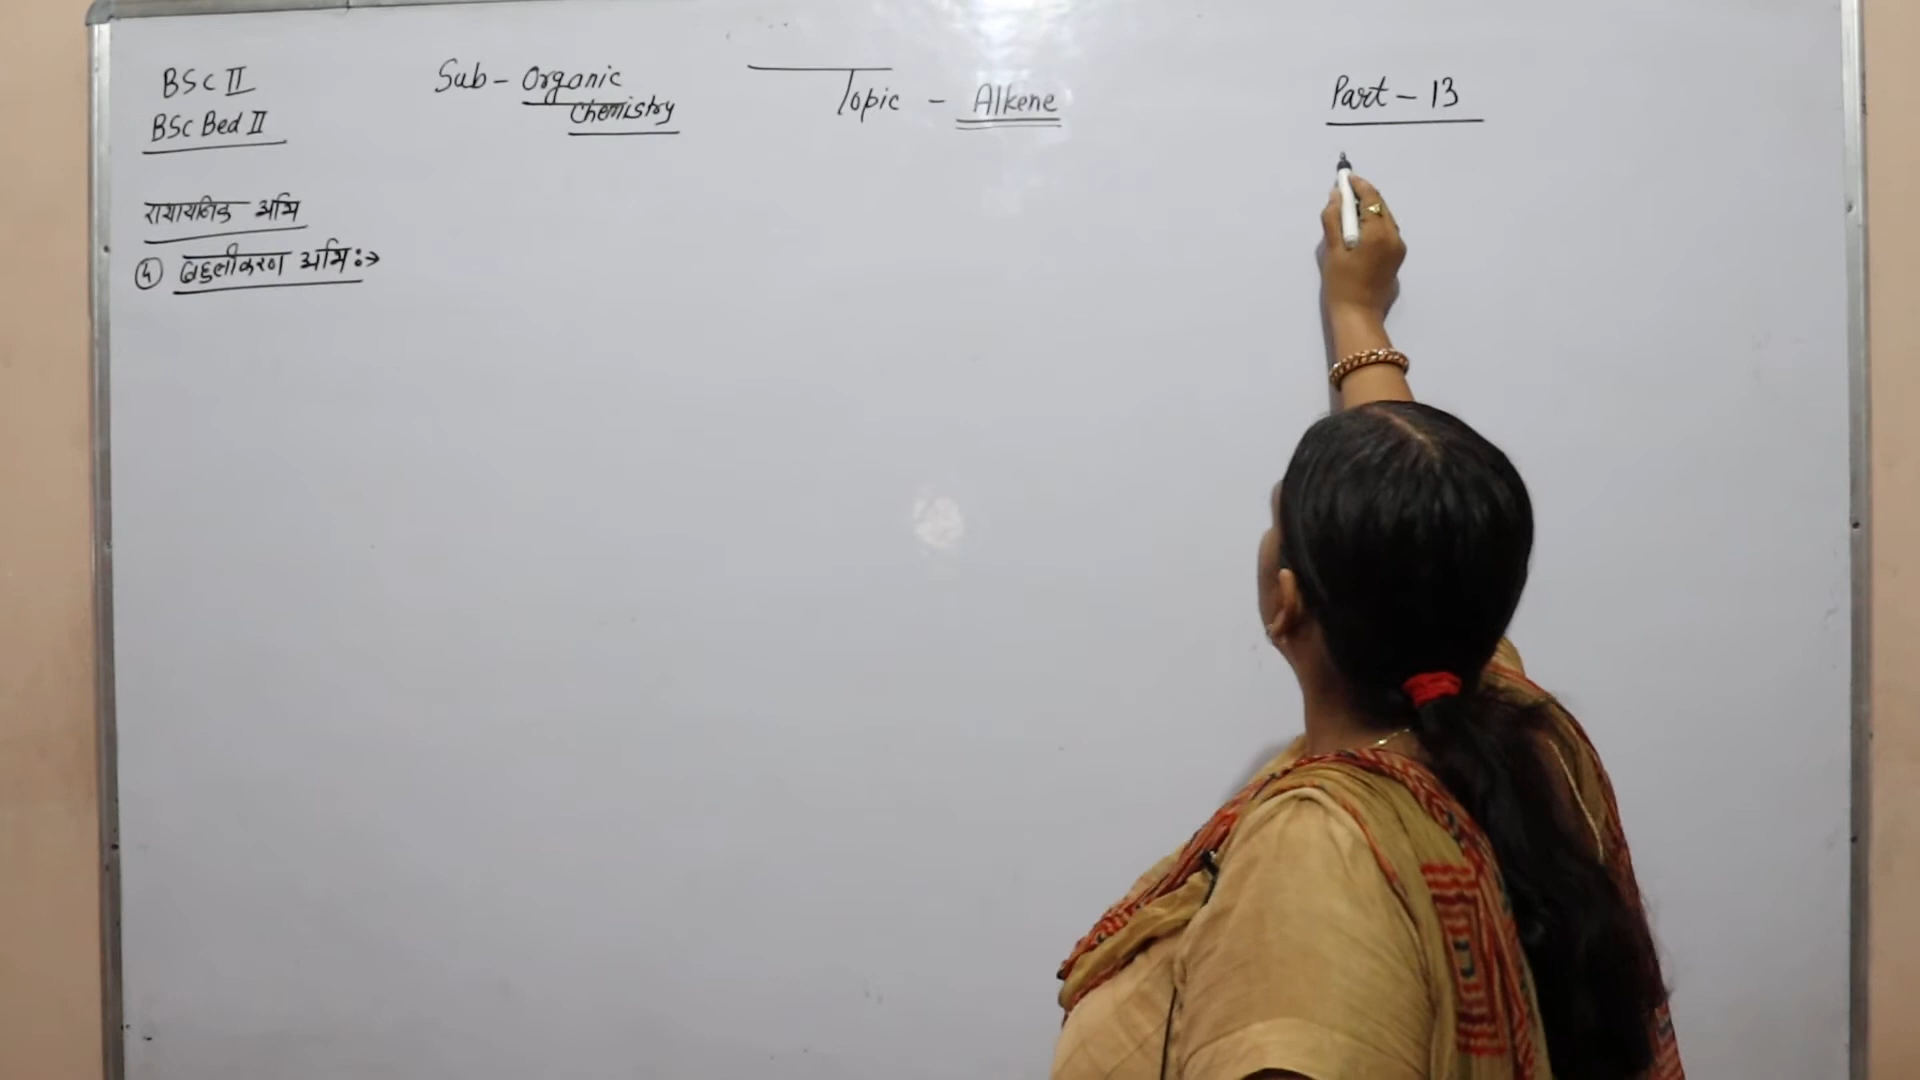 BSc II
BSc Bed II
Sub - Organic
Chemistry
Topic - Alkene
Part - 13
रासायनिक अभि
④ बहुलीकरण अभि :→